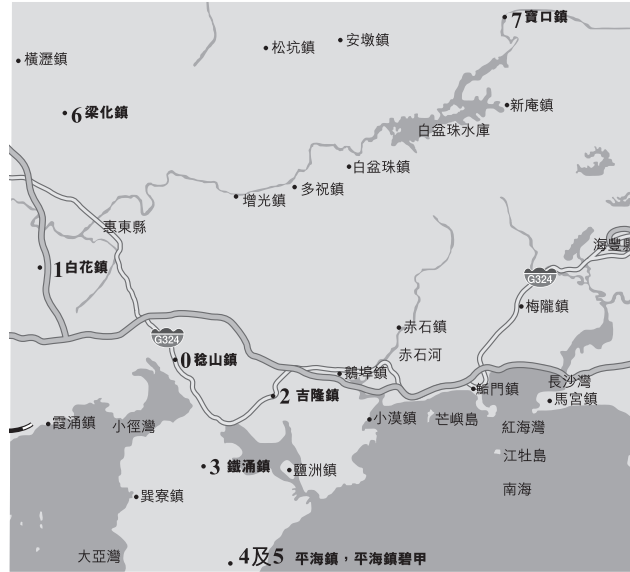 7 寶口鎮
安墩鎮
松坑鎮
橫瀝鎮
新庵鎮
6 梁化鎮
白盆珠水庫
白盆珠鎮
多祝鎮
增光鎮
惠東縣
海豐縣
1 白花鎮
G324
梅隴鎮
赤石鎮
G324
赤石河
0 稔山鎮
鵝埠鎮
長沙灣
鮜門鎮
2 吉隆鎮
馬宮鎮
小漠鎮
芒嶼島
霞涌鎮
小徑灣
紅海灣
江牡島
3 鐵涌鎮
鹽洲鎮
南海
巽寮鎮
大亞灣
4及5 平海鎮，平海鎮碧甲